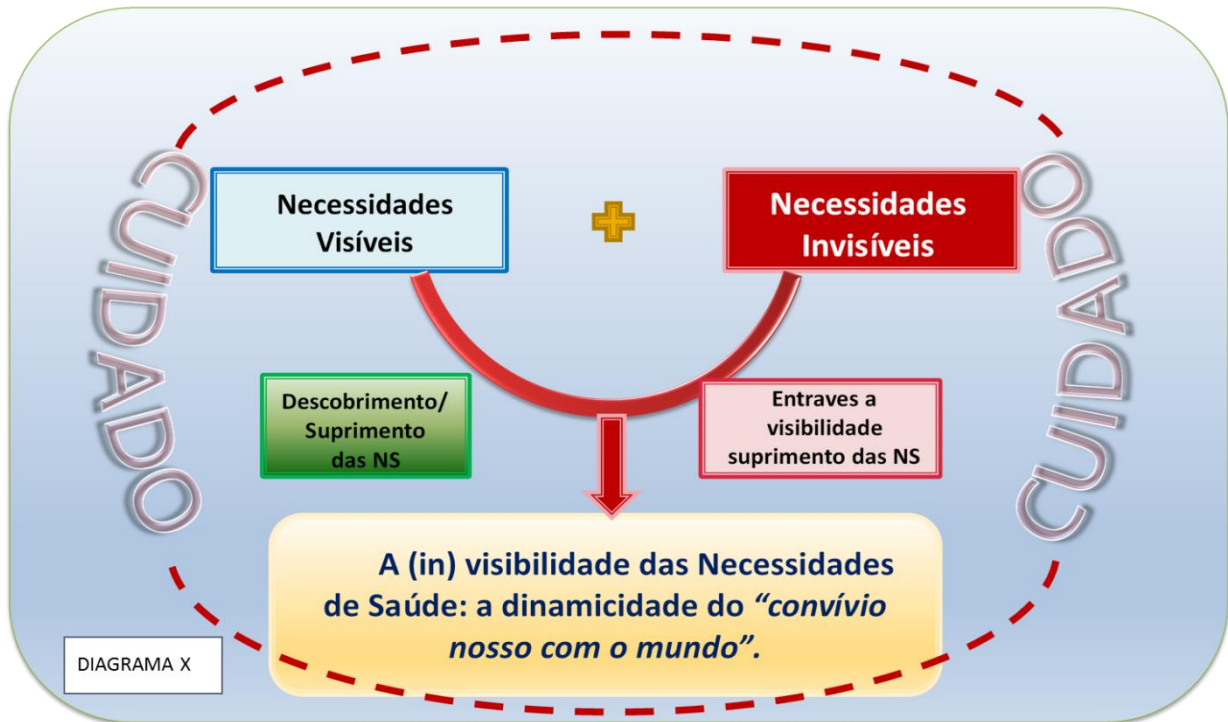 CUIDADO
Necessidades
Visíveis
Necessidades
Invisíveis
CUIDADO
Descobrimento/
Suprimento
das NS
Entraves a
visibilidade
suprimento das NS
A (in) visibilidade das Necessidades
de Saúde: a dinamicidade do “convívio
nosso com o mundo”.
DIAGRAMA X